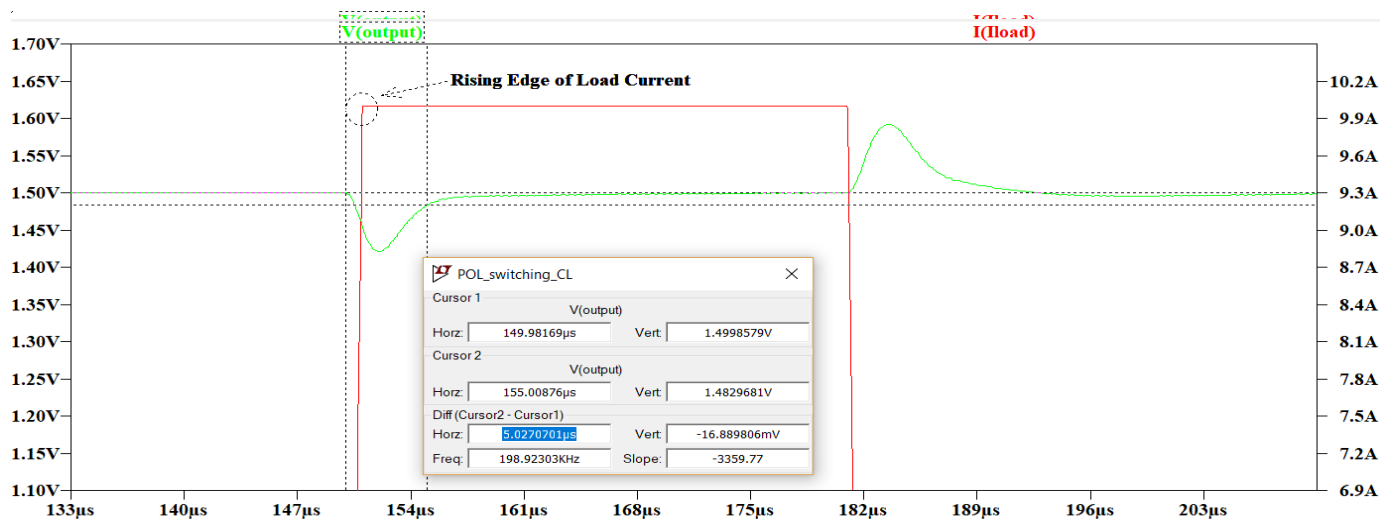 V(output) I(Iload)
V(output) I(Iload)
1.70V
1.65V
1.60V
1.55V
1.50V
1.45V
1.40V
1.35V
1.30V
1.25V
1.20V
1.15V
1.10V
Rising Edge of Load Current
10.2A
9.9A
9.6A
9.3A
9.0A
8.7A
8.4A
8.1A
7.8A
7.5A
7.2A
6.9A
POL_switching_CL
Cursor 1
V(output)
Horz: 149.98169µs Vert: 1.4998579V
Cursor 2
V(output)
Horz: 155.00876µs Vert: 1.4829681V
Diff (Cursor2 - Cursor1)
Horz: 5.0270701µs Vert: -16.889806mV
Freq: 198.92303KHz Slope: -3359.77
133µs 140µs 147µs 154µs 161µs 168µs 175µs 182µs 189µs 196µs 203µs